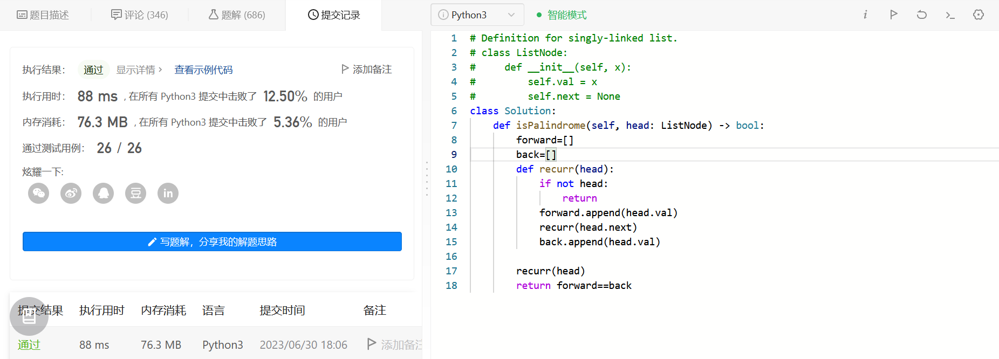 题目描述
评论 (346)
题解 (686)
提交记录
执行结果：
通过
显示详情 >
查看示例代码
添加备注
执行用时： 88 ms , 在所有 Python3 提交中击败了 12.50% 的用户
内存消耗： 76.3 MB , 在所有 Python3 提交中击败了 5.36% 的用户
通过测试用例： 26 / 26
炫耀一下:
豆
in
写题解，分享我的解题思路
提交结果 执行用时 内存消耗 语言 提交时间 备注
通过 88 ms 76.3 MB Python3 2023/06/30 18:06 添加备注
Python3
智能模式
1 # Definition for singly-linked list.
2 # class ListNode:
3 #     def __init__(self, x):
4 #         self.val = x
5 #         self.next = None
6 class Solution:
7     def isPalindrome(self, head: ListNode) -> bool:
8         forward=[]
9         back=[]
10         def recurr(head):
11             if not head:
12                 return
13             forward.append(head.val)
14             recurr(head.next)
15             back.append(head.val)
16
17         recurr(head)
18         return forward==back